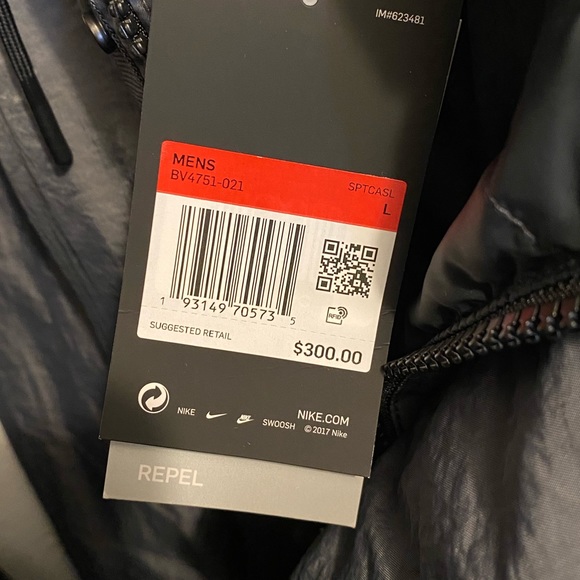 IM#623481
MENS
BV4751-021
SPTCASL
L
1 93149 70573 5
RFID
SUGGESTED RETAIL
$300.00
NIKE SWOOSH
NIKE.COM
© 2017 Nike
REPEL